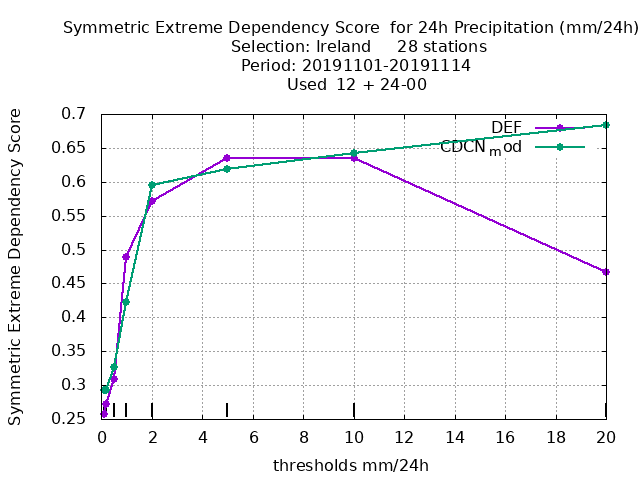 Symmetric Extreme Dependency Score  for 24h Precipitation (mm/24h)
Selection: Ireland     28 stations
Period: 20191101-20191114
Used  12 + 24-00
Symmetric Extreme Dependency Score
0.7
0.65
0.6
0.55
0.5
0.45
0.4
0.35
0.3
0.25
DEF
CDCNmod
0 2 4 6 8 10 12 14 16 18 20
thresholds mm/24h